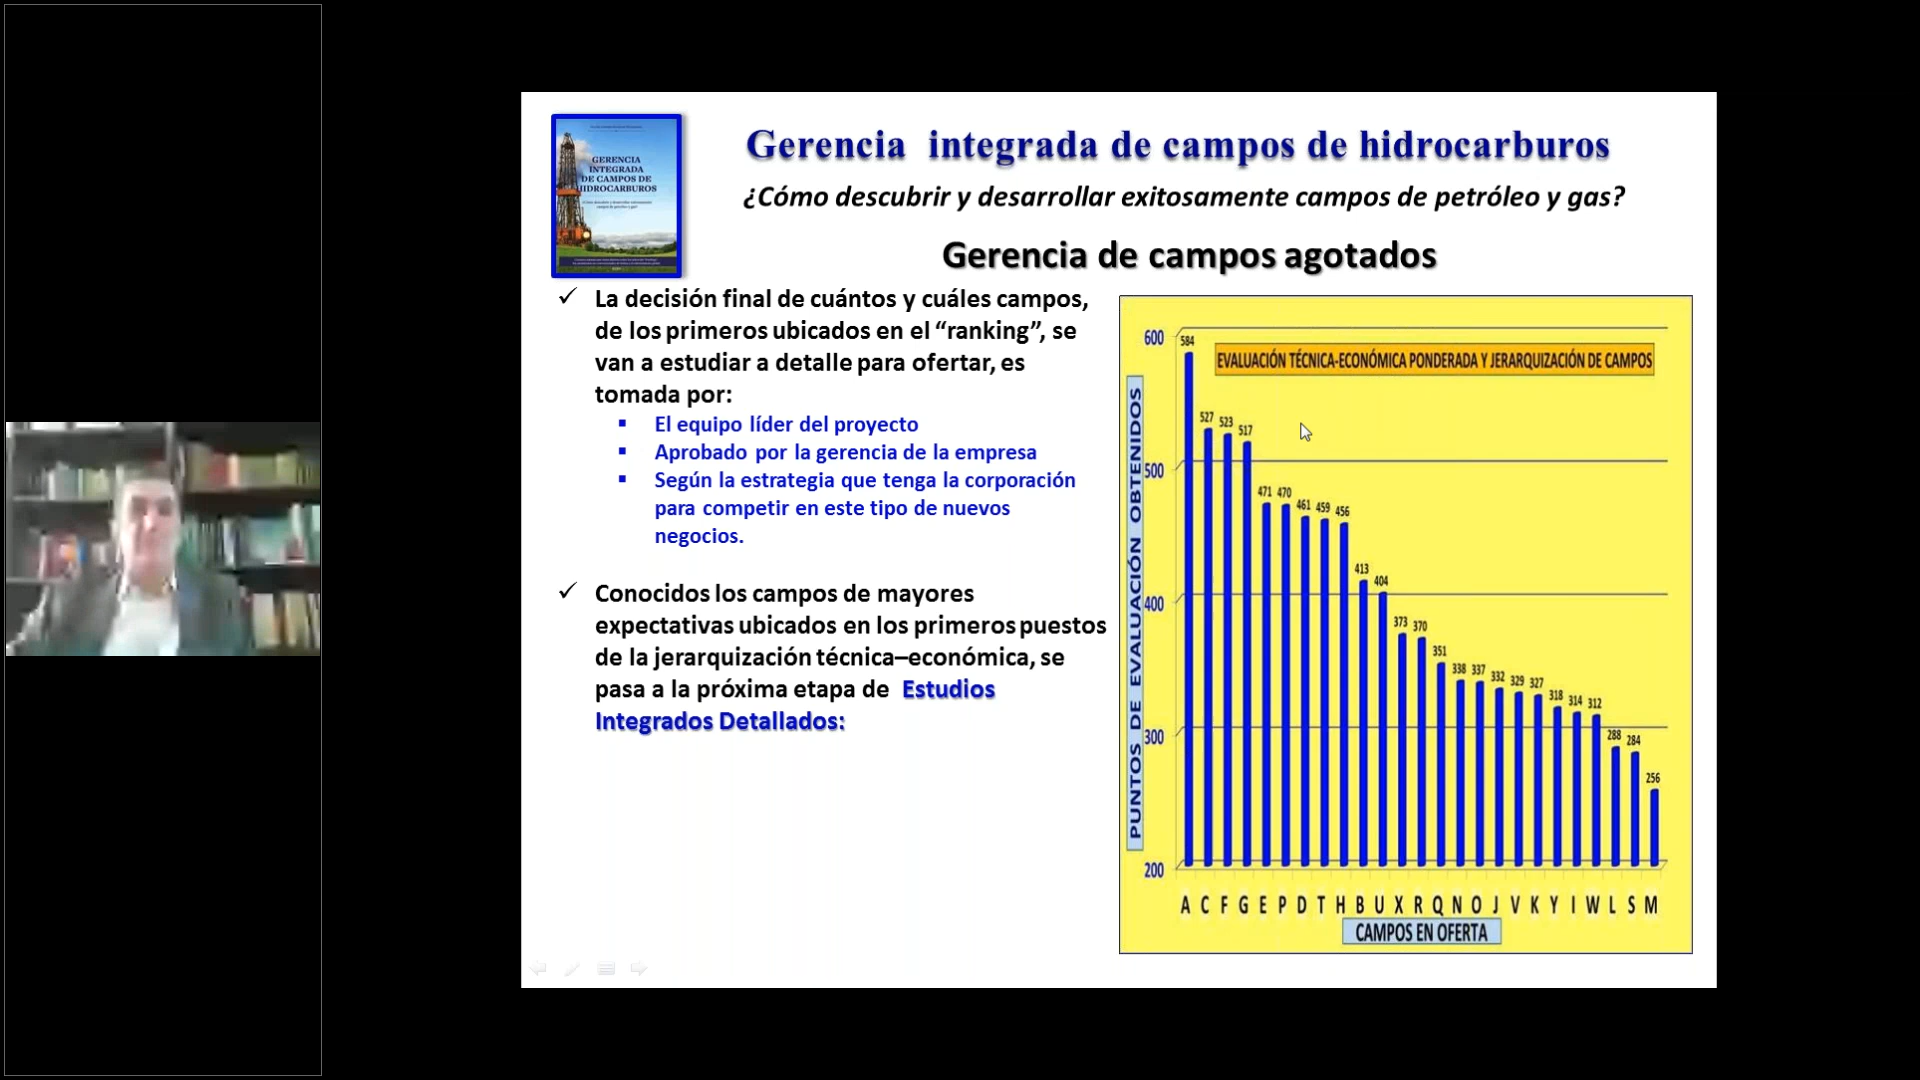 GERENCIA
INTEGRADA
DE CAMPOS DE
HIDROCARBUROS
Gerencia integrada de campos de hidrocarburos
¿Cómo descubrir y desarrollar exitosamente campos de petróleo y gas?
Gerencia de campos agotados
✓ La decisión final de cuántos y cuáles campos,
de los primeros ubicados en el “ranking”, se
van a estudiar a detalle para ofertar, es
tomada por:
▪ El equipo líder del proyecto
▪ Aprobado por la gerencia de la empresa
▪ Según la estrategia que tenga la corporación
para competir en este tipo de nuevos
negocios.
✓ Conocidos los campos de mayores
expectativas ubicados en los primeros puestos
de la jerarquización técnica–económica, se
pasa a la próxima etapa de Estudios
Integrados Detallados:
EVALUACIÓN TÉCNICA-ECONÓMICA PONDERADA Y JERARQUIZACIÓN DE CAMPOS
PUNTOS DE EVALUACIÓN OBTENIDOS
600
500
400
300
200
584
527 523 517
471 470 461 459 456
413 404
373 370 351
338 337 332 329 327
318 314 312
288 284
256
A C F G E P D T H B U X R Q N O J V K Y I W L S M
CAMPOS EN OFERTA